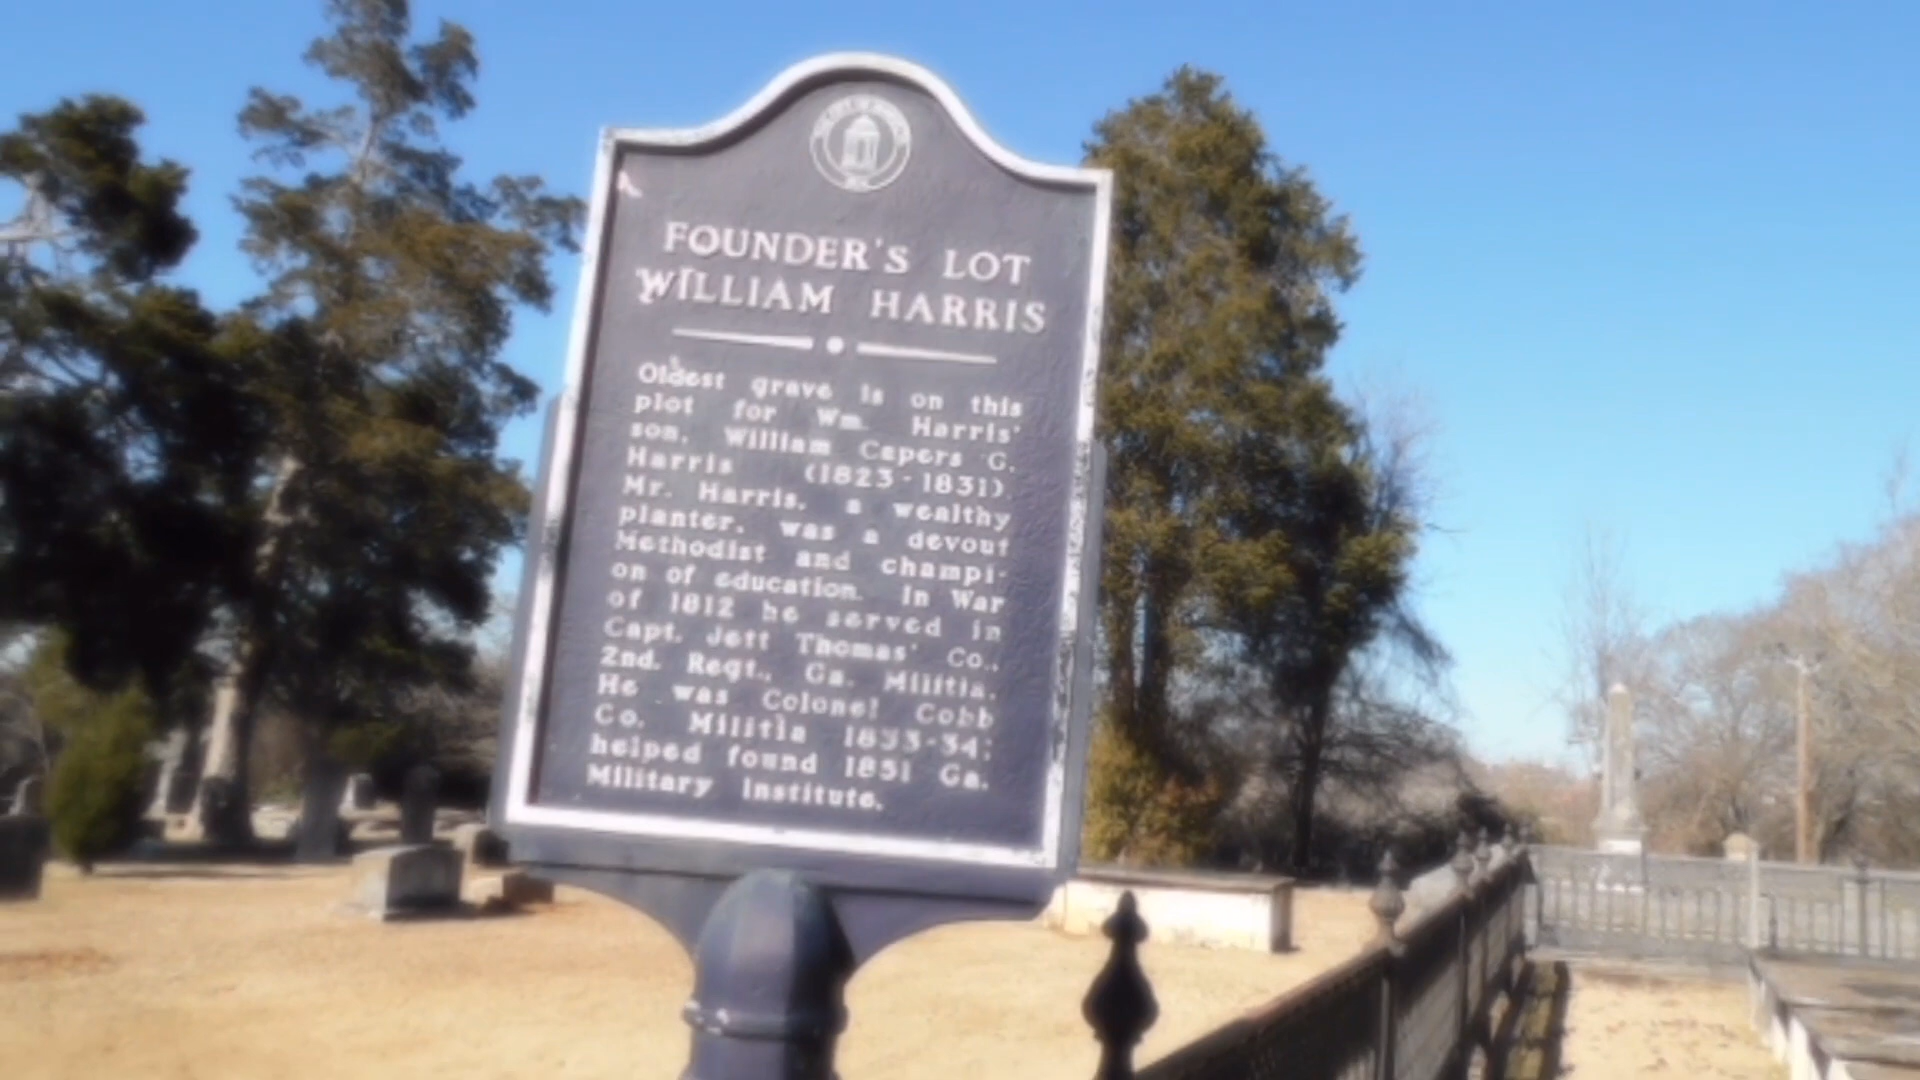 FOUNDER'S LOT
WILLIAM HARRIS
Oldest grave is on this
plot for Wm. Harris'
son, William Capers G.
Harris (1823-1831).
Mr. Harris, a wealthy
planter, was a devout
Methodist and champi-
on of education. In War
of 1812 he served in
Capt. Jett Thomas' Co.,
2nd. Regt., Ga. Militia.
He was Colonel Cobb
Co. Militia 1833-34;
helped found 1851 Ga.
Military Institute.